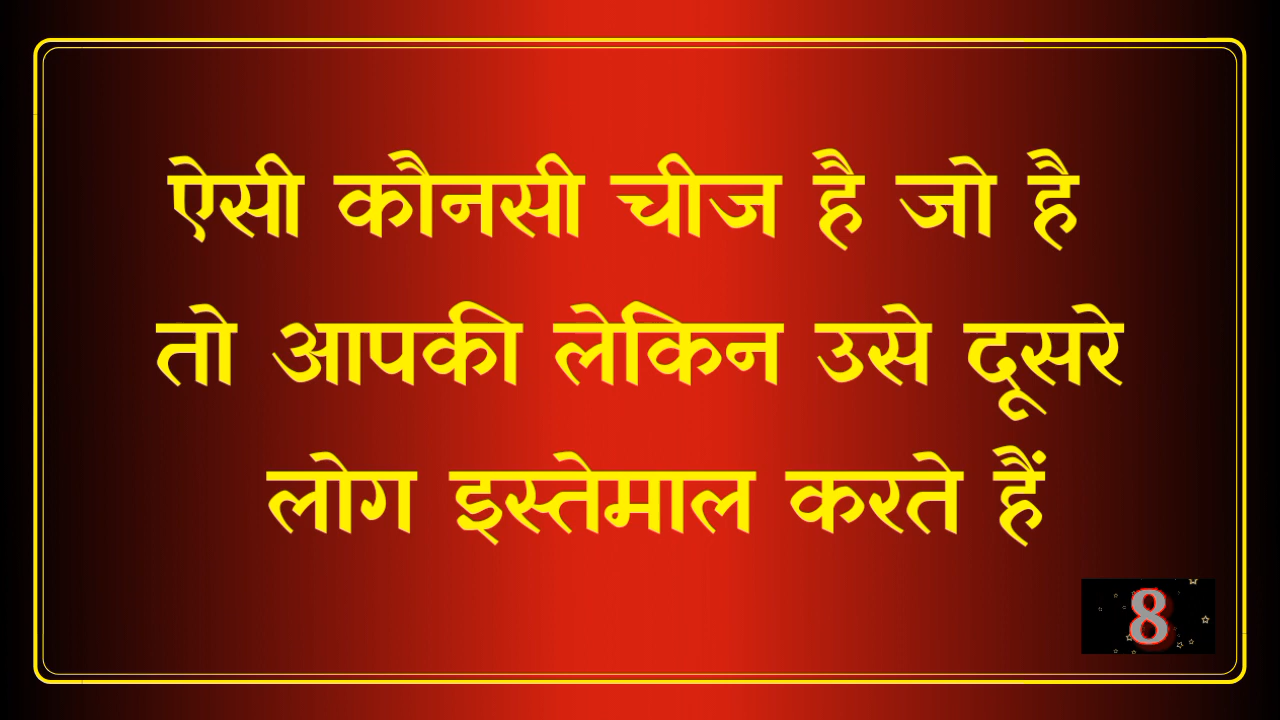 ऐसी कौनसी चीज है जो है
तो आपकी लेकिन उसे दूसरे
लोग इस्तेमाल करते हैं
8